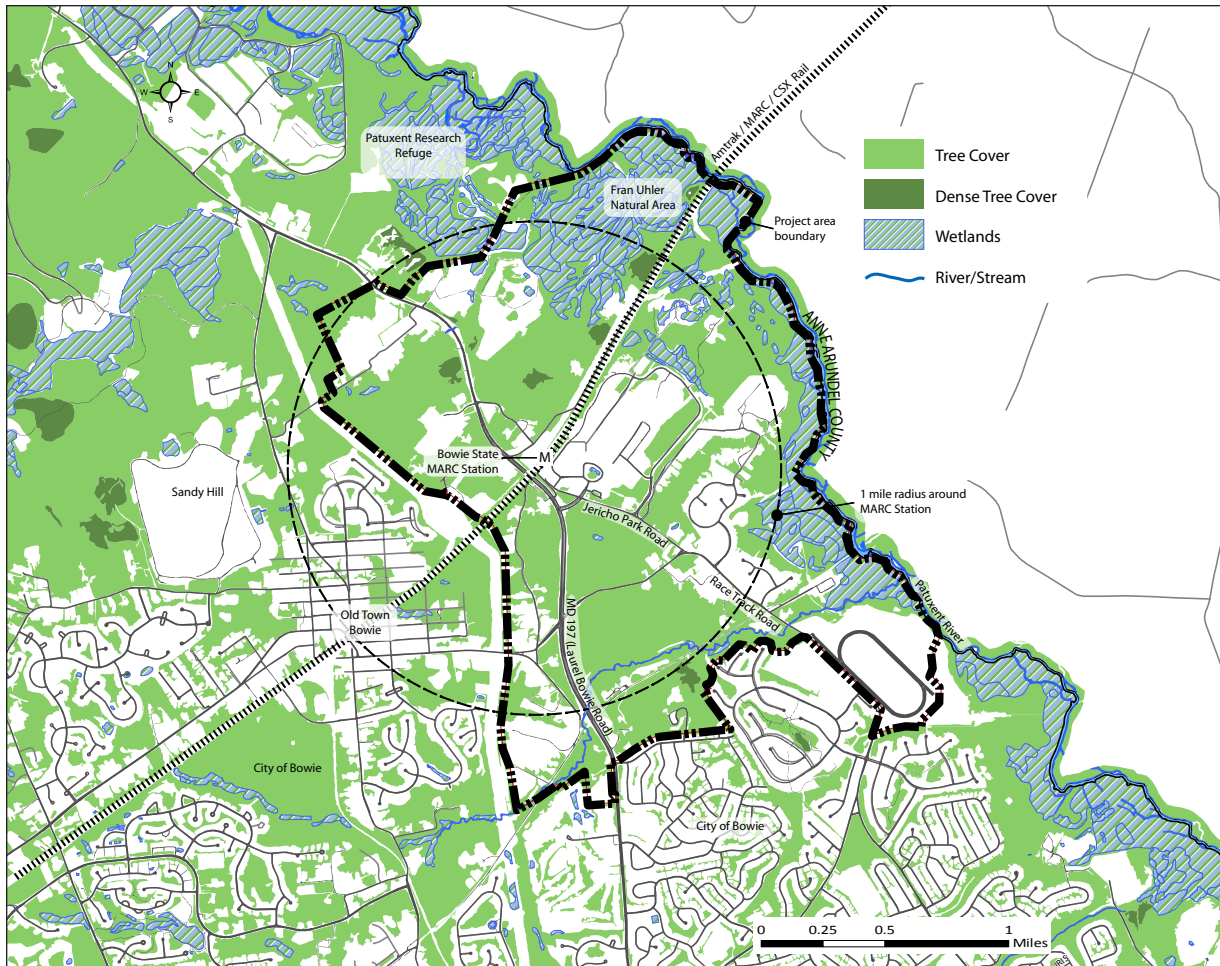 N
W
E
S
Patuxent Research
Refuge
Amtrak / MARC / CSX Rail
Fran Uhler
Natural Area
Project area
boundary
Tree Cover
Dense Tree Cover
Wetlands
River/Stream
ANNE ARUNDEL COUNTY
Bowie State
MARC Station
M
Sandy Hill
1 mile radius around
MARC Station
Jericho Park Road
Race Track Road
Patuxent River
Old Town
Bowie
MD 197 (Laurel Bowie Road)
City of Bowie
City of Bowie
0
0.25
0.5
1
Miles